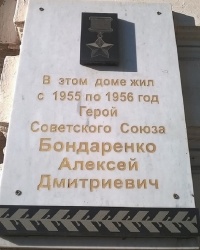 В этом доме жил
с 1955 по 1956 год
Герой
Советского Союза
Бондаренко
Алексей
Дмитриевич